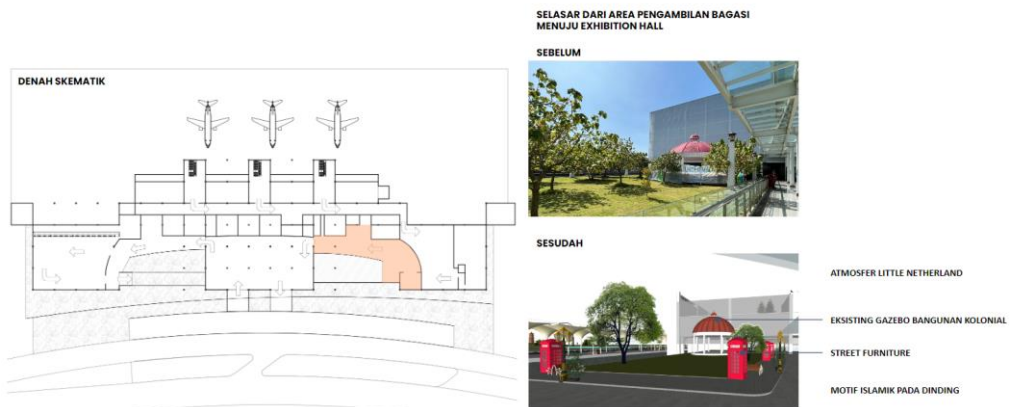 SELASAR DARI AREA PENGAMBILAN BAGASI
MENUJU EXHIBITION HALL
SEBELUM
DENAH SKEMATIK
SESUDAH
ATMOSFER LITTLE NETHERLAND
EKSISTING GAZEBO BANGUNAN KOLONIAL
STREET FURNITURE
MOTIF ISLAMIK PADA DINDING